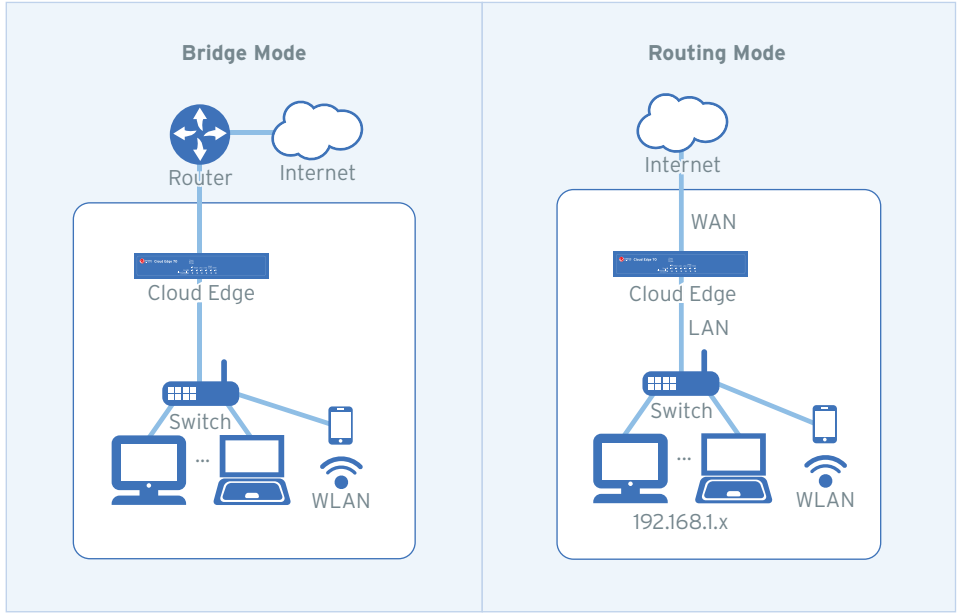 Bridge Mode
Router
Internet
Cloud Edge
Switch
...
WLAN
Routing Mode
Internet
WAN
Cloud Edge
LAN
Switch
...
WLAN
192.168.1.x